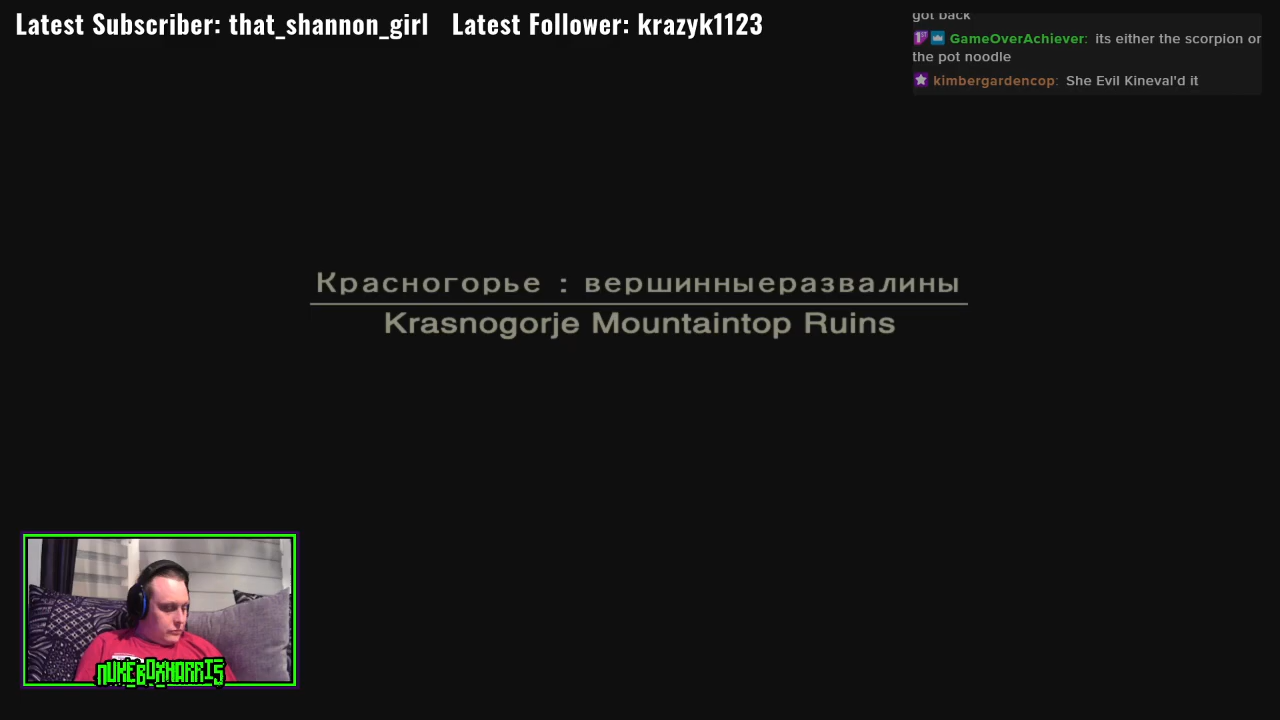 Latest Subscriber: that_shannon_girl Latest Follower: krazyk1123
got back
GameOverAchiever: its either the scorpion or
the pot noodle
kimbergardencop: She Evil Kineval'd it
Красногорье : вершинныеразвалины
Krasnogorje Mountaintop Ruins
NUKEBOXHARRIS